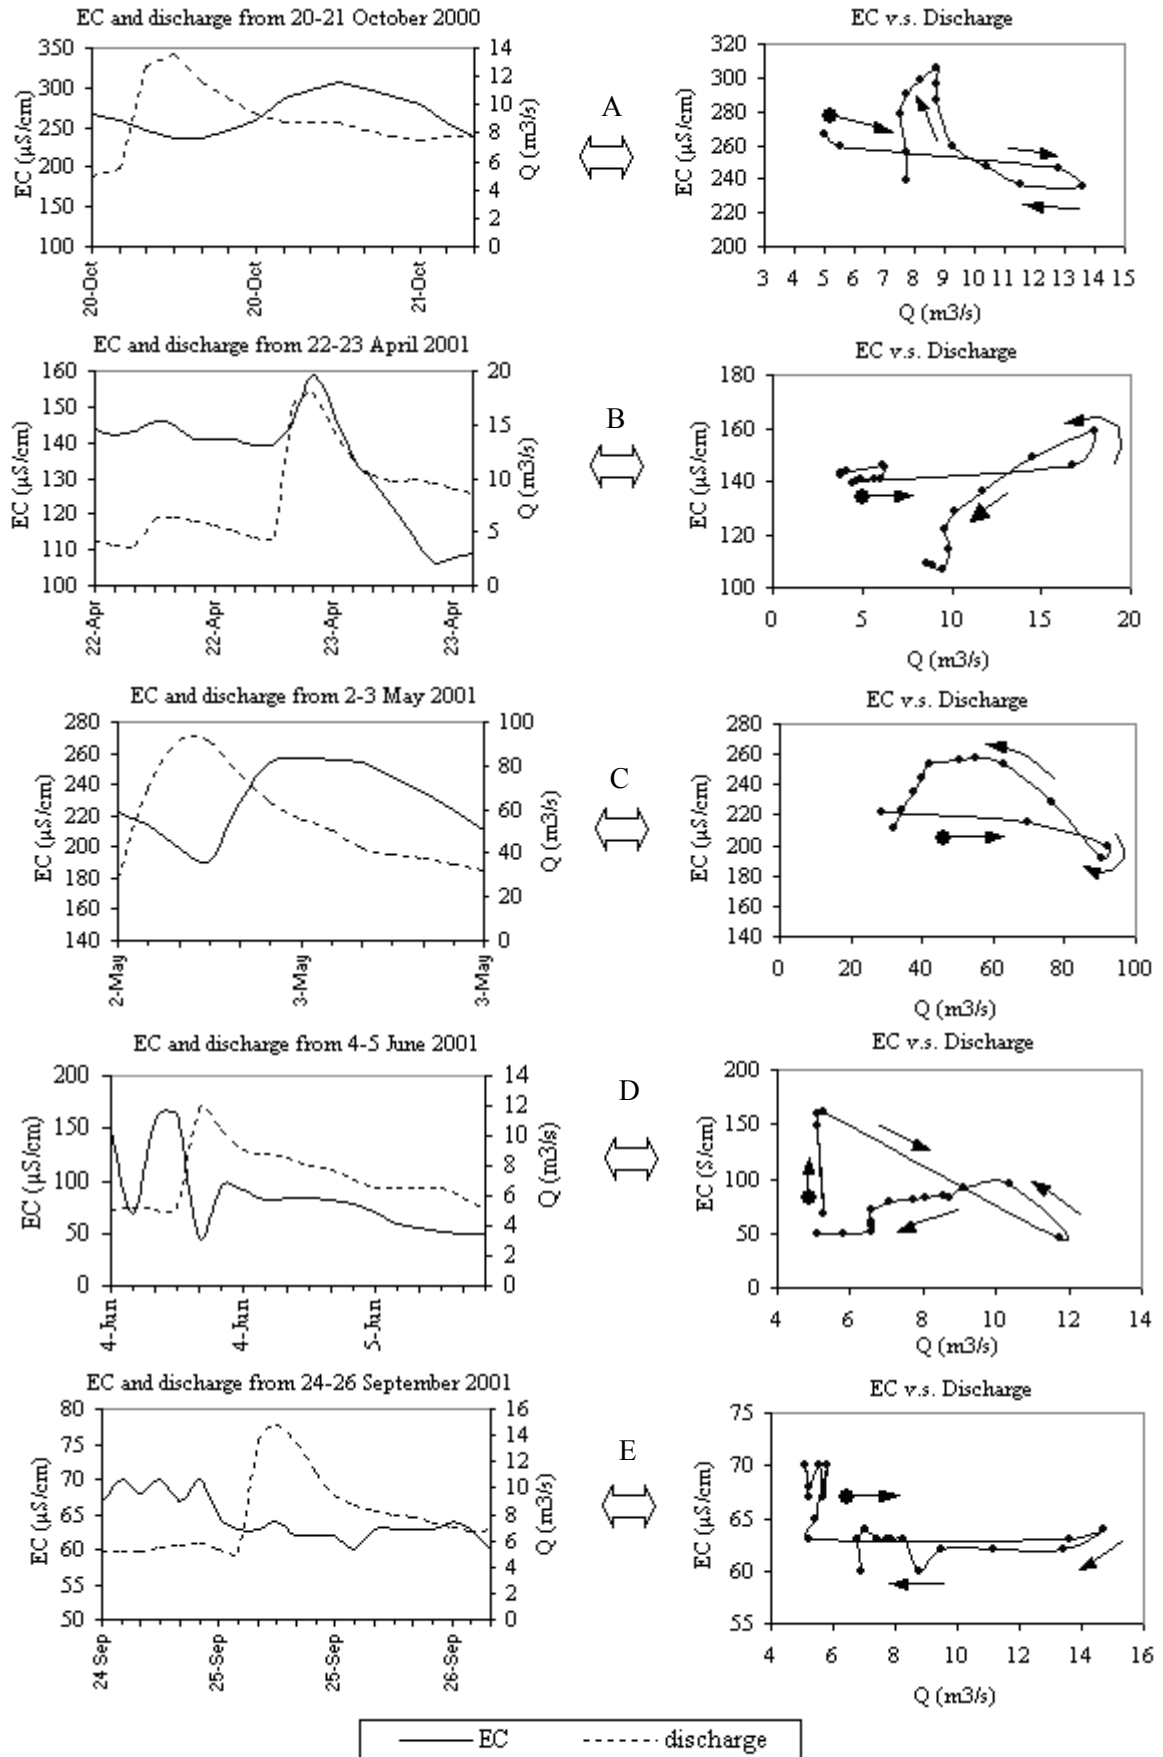 EC and discharge from 20-21 October 2000
EC v.s. Discharge
350
300
250
200
150
100
EC (µS/cm)
14
12
10
8
6
4
2
0
Q (m3/s)
20-Oct
20-Oct
21-Oct
A
320
300
280
260
240
220
200
EC (µS/cm)
3 4 5 6 7 8 9 10 11 12 13 14 15
Q (m3/s)
EC and discharge from 22-23 April 2001
EC v.s. Discharge
160
150
140
130
120
110
100
EC (µS/cm)
20
15
10
5
0
Q (m3/s)
22-Apr
22-Apr
23-Apr
23-Apr
B
180
160
140
120
100
EC (µS/cm)
0 5 10 15 20
Q (m3/s)
EC and discharge from 2-3 May 2001
EC v.s. Discharge
280
260
240
220
200
180
160
140
EC (µS/cm)
100
80
60
40
20
0
Q (m3/s)
2-May
3-May
3-May
C
280
260
240
220
200
180
160
140
EC (µS/cm)
0 20 40 60 80 100
Q (m3/s)
EC and discharge from 4-5 June 2001
EC v.s. Discharge
200
150
100
50
0
EC (µS/cm)
14
12
10
8
6
4
2
0
Q (m3/s)
4-Jun
4-Jun
5-Jun
D
200
150
100
50
0
EC (S/cm)
4 6 8 10 12 14
Q (m3/s)
EC and discharge from 24-26 September 2001
EC v.s. Discharge
80
75
70
65
60
55
50
EC (µS/cm)
16
14
12
10
8
6
4
2
0
Q (m3/s)
24-Sep
25-Sep
25-Sep
26-Sep
E
75
70
65
60
55
EC (µS/cm)
4 6 8 10 12 14 16
Q (m3/s)
EC discharge